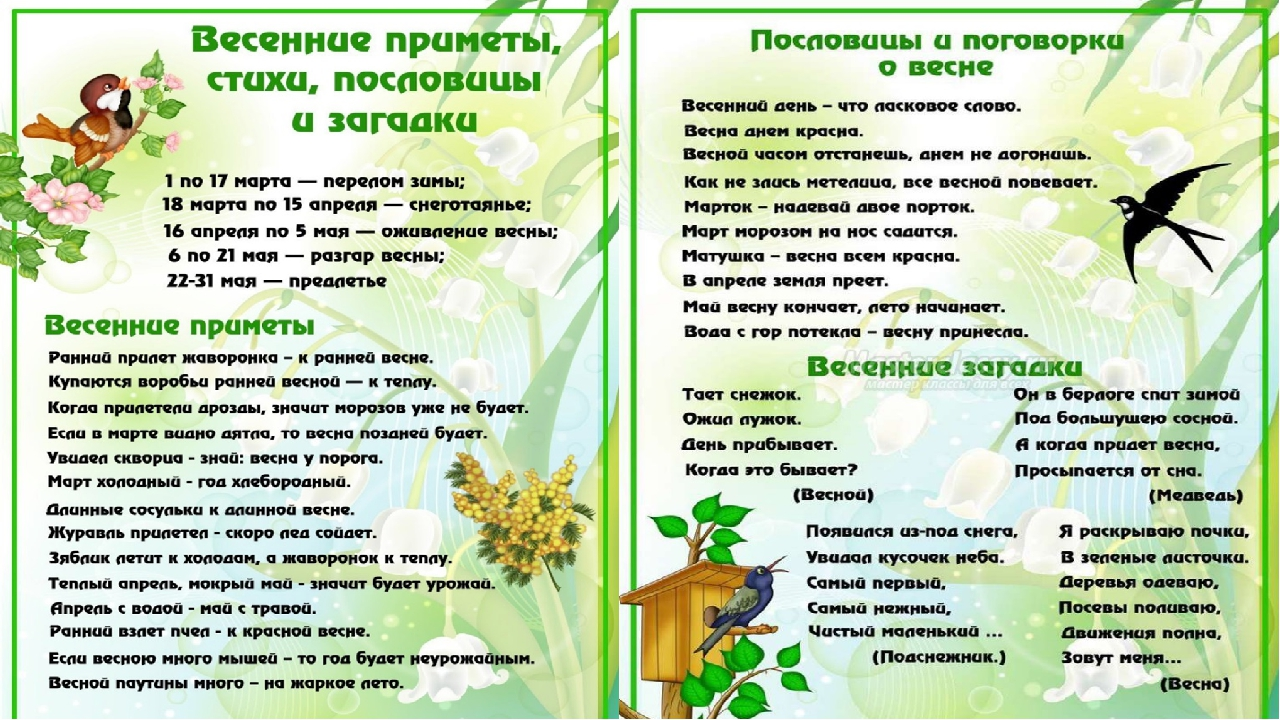 Весенние приметы,
стихи, пословицы
и загадки
1 по 17 марта — перелом зимы;
18 марта по 15 апреля — снеготаянье;
16 апреля по 5 мая — оживление весны;
6 по 21 мая — разгар весны;
22-31 мая — предлетье
Весенние приметы
Ранний прилет жаворонка – к ранней весне.
Купаются воробьи ранней весной — к теплу.
Когда прилетели дрозды, значит морозов уже не будет.
Если в марте видно дятла, то весна поздней будет.
Увидел скворца - знай: весна у порога.
Март холодный - год хлебородный.
Длинные сосульки к длинной весне.
Журавль прилетел - скоро лед сойдет.
Зяблик летит к холодам, а жаворонок к теплу.
Теплый апрель, мокрый май - значит будет урожай.
Апрель с водой - май с травой.
Ранний взлет пчел - к красной весне.
Если весною много мышей – то год будет неурожайным.
Весной паутины много – на жаркое лето.
Пословицы и поговорки
о весне
Весенний день – что ласковое слово.
Весна днем красна.
Весной часом отстанешь, днем не догонишь.
Как не злись метелица, все весной повевает.
Марток – надевай двое порток.
Март морозом на нос садится.
Матушка – весна всем красна.
В апреле земля преет.
Май весну кончает, лето начинает.
Вода с гор потекла – весну принесла.
Весенние загадки
мастер классы для всех
Тает снежок.
Ожил лужок.
День прибывает.
Когда это бывает?
(Весной)
Он в берлоге спит зимой
Под большущею сосной.
А когда придет весна,
Просыпается от сна.
(Медведь)
Появился из-под снега,
Увидал кусочек неба.
Самый первый,
Самый нежный,
Чистый маленький ...
(Подснежник.)
Я раскрываю почки,
В зеленые листочки.
Деревья одеваю,
Посевы поливаю,
Движения полна,
Зовут меня...
(Весна)